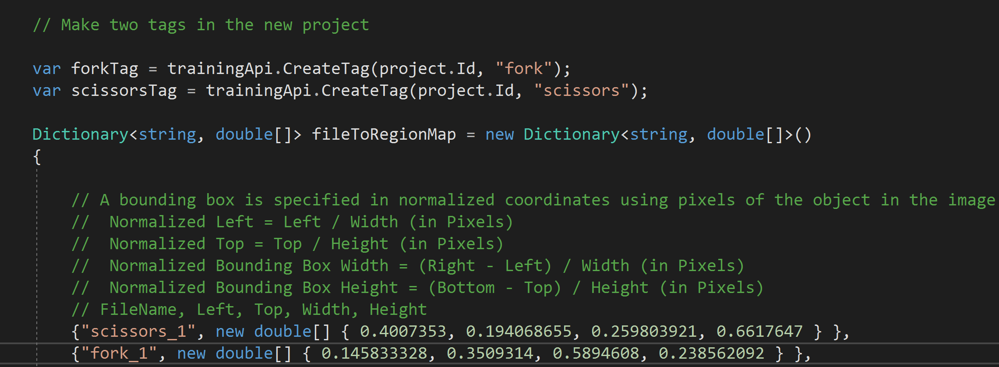 // Make two tags in the new project
var forkTag = trainingApi.CreateTag(project.Id, "fork");
var scissorsTag = trainingApi.CreateTag(project.Id, "scissors");
Dictionary<string, double[]> fileToRegionMap = new Dictionary<string, double[]>()
{
// A bounding box is specified in normalized coordinates using pixels of the object in the image
//  Normalized Left = Left / Width (in Pixels)
//  Normalized Top = Top / Height (in Pixels)
//  Normalized Bounding Box Width = (Right - Left) / Width (in Pixels)
//  Normalized Bounding Box Height = (Bottom - Top) / Height (in Pixels)
// FileName, Left, Top, Width, Height
{"scissors_1", new double[] { 0.4007353, 0.194068655, 0.259803921, 0.6617647 } },
{"fork_1", new double[] { 0.145833328, 0.3509314, 0.5894608, 0.238562092 } },